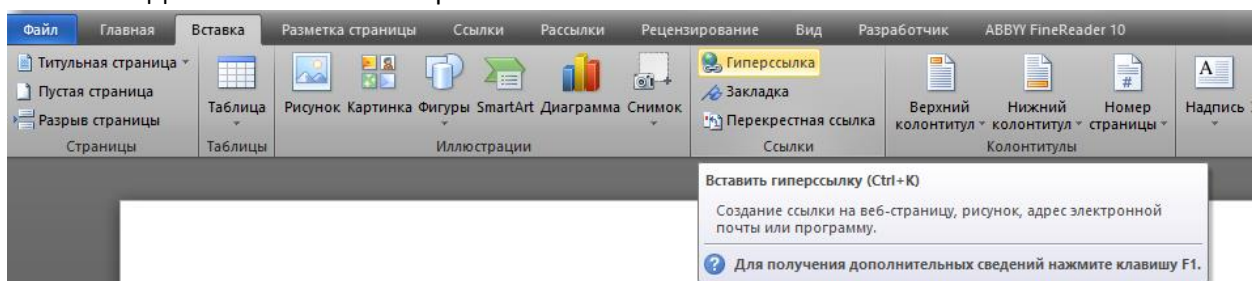 Файл Главная Вставка Разметка страницы Ссылки Рассылки Рецензирование Вид Разработчик ABBYY FineReader 10
Титульная страница
Пустая страница
Разрыв страницы
Страницы
Таблица
Таблицы
Рисунок Картинка Фигуры SmartArt Диаграмма Снимок
Иллюстрации
Гиперссылка
Закладка
Перекрестная ссылка
Ссылки
Верхний колонтитул
Нижний колонтитул
Номер страницы
Колонтитулы
Надпись
Вставить гиперссылку (Ctrl+K)
Создание ссылки на веб-страницу, рисунок, адрес электронной
почты или программу.
Для получения дополнительных сведений нажмите клавишу F1.